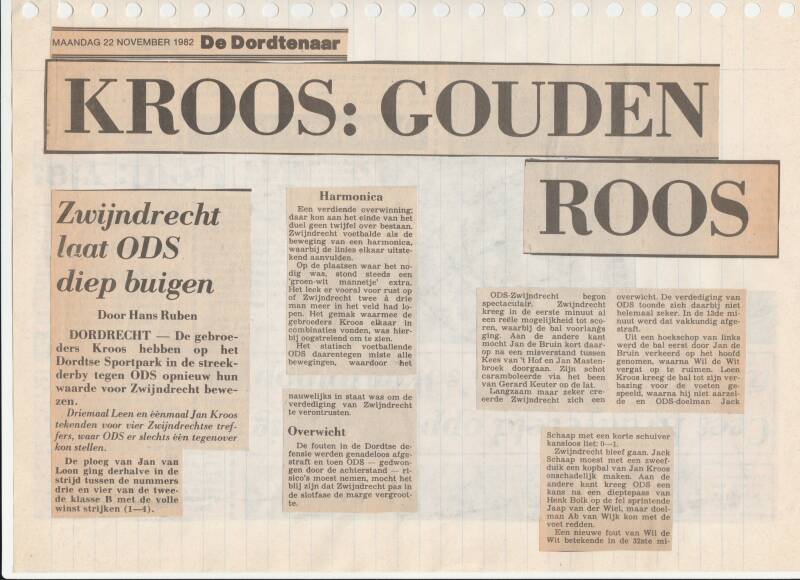 MAANDAG 22 NOVEMBER 1982 De Dordtenaar
KROOS: GOUDEN
ROOS
Zwijndrecht
laat ODS
diep buigen
Door Hans Ruben
DORDRECHT — De gebroe-
ders Kroos hebben op het
Dordtse Sportpark in de streek-
derby tegen ODS opnieuw hun
waarde voor Zwijndrecht bewe-
zen.
Driemaal Leen en éénmaal Jan Kroos
tekenden voor vier Zwijndrechtse tref-
fers, waar ODS er slechts één tegenover
kon stellen.
De ploeg van Jan van
Loon ging derhalve in de
strijd tussen de nummers
drie en vier van de twee-
de klasse B met de volle
winst strijken (1—4).
Harmonica
Een verdiende overwinning;
daar kon aan het einde van het
duel geen twijfel over bestaan.
Zwijndrecht voetbalde als de
beweging van een harmonica,
waarbij de linies elkaar uitste-
kend aanvulden.
Op de plaatsen waar het no-
dig was, stond steeds een
'groen-wit mannetje' extra.
Het leek er vooral voor rust op
of Zwijndrecht twee à drie
man meer in het veld had lo-
pen. Het gemak waarmee de
gebroeders Kroos elkaar in
combinaties vonden, was hier-
bij oogstrelend om te zien.
Het statisch voetballende
ODS daarentegen miste alle
bewegingen, waardoor het
nauwelijks in staat was om de
verdediging van Zwijndrecht
te verontrusten.
Overwicht
De fouten in de Dordtse de-
fensie werden genadeloos afge-
straft en toen ODS — gedwon-
gen door de achterstand — ri-
sico's moest nemen, mocht het
blij zijn dat Zwijndrecht pas in
de slotfase de marge vergroot-
te.
ODS-Zwijndrecht begon
spectaculair. Zwijndrecht
kreeg in de eerste minuut al
een reële mogelijkheid tot sco-
ren, waarbij de bal voorlangs
ging. Aan de andere kant
mocht Jan de Bruin kort daar-
op na een misverstand tussen
Kees van 't Hof en Jan Masten-
broek doorgaan. Zijn schot
caramboleerde via het been
van Gerard Keuter op de lat.
Langzaam maar zeker cre-
ëerde Zwijndrecht zich een
overwicht. De verdediging van
ODS toonde zich daarbij niet
helemaal zeker. In de 13de mi-
nuut werd dat vakkundig afge-
straft.
Uit een hoekschop van links
werd de bal eerst door Jan de
Bruin verkeerd op het hoofd
genomen, waarna Wil de Wit
vergat op te ruimen. Leen
Kroos kreeg de bal tot zijn ver-
bazing voor de voeten ge-
speeld, waarna hij niet aarzel-
de en ODS-doelman Jack
Schaap met een korte schuiver
kansloos liet: 0—1.
Zwijndrecht bleef gaan. Jack
Schaap moest met een zweef-
duik een kopbal van Jan Kroos
onschadelijk maken. Aan de
andere kant kreeg ODS een
kans na een dieptepass van
Henk Bolk op de fel sprintende
Jaap van der Wiel, maar doel-
man Ab van Wijk kon met de
voet redden.
Een nieuwe fout van Wil de
Wit betekende in de 32ste mi-